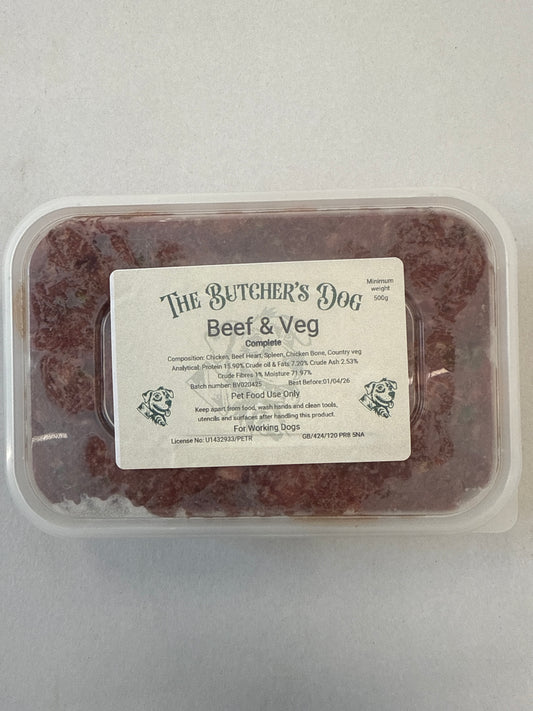 THE BUTCHER'S DOG
Minimum
weight
500g
Beef & Veg
Complete
Composition: Chicken, Beef Heart, Spleen, Chicken Bone, Country veg
Analytical: Protein 15.90% Crude oil & Fats 7.20% Crude Ash 2.53%
Crude Fibres 1% Moisture 71.97%
Batch number: BV020425 Best Before:01/04/26
Pet Food Use Only
Keep apart from food, wash hands and clean tools,
utensils and surfaces after handling this product.
For Working Dogs
License No: U1432933/PETR GB/424/120 PR8 5NA